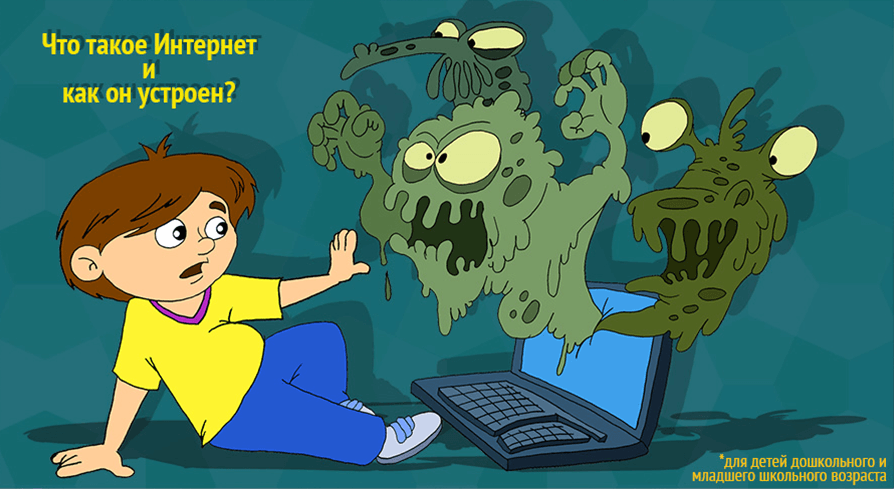 Что такое Интернет
и
как он устроен?
*для детей дошкольного и
младшего школьного возраста